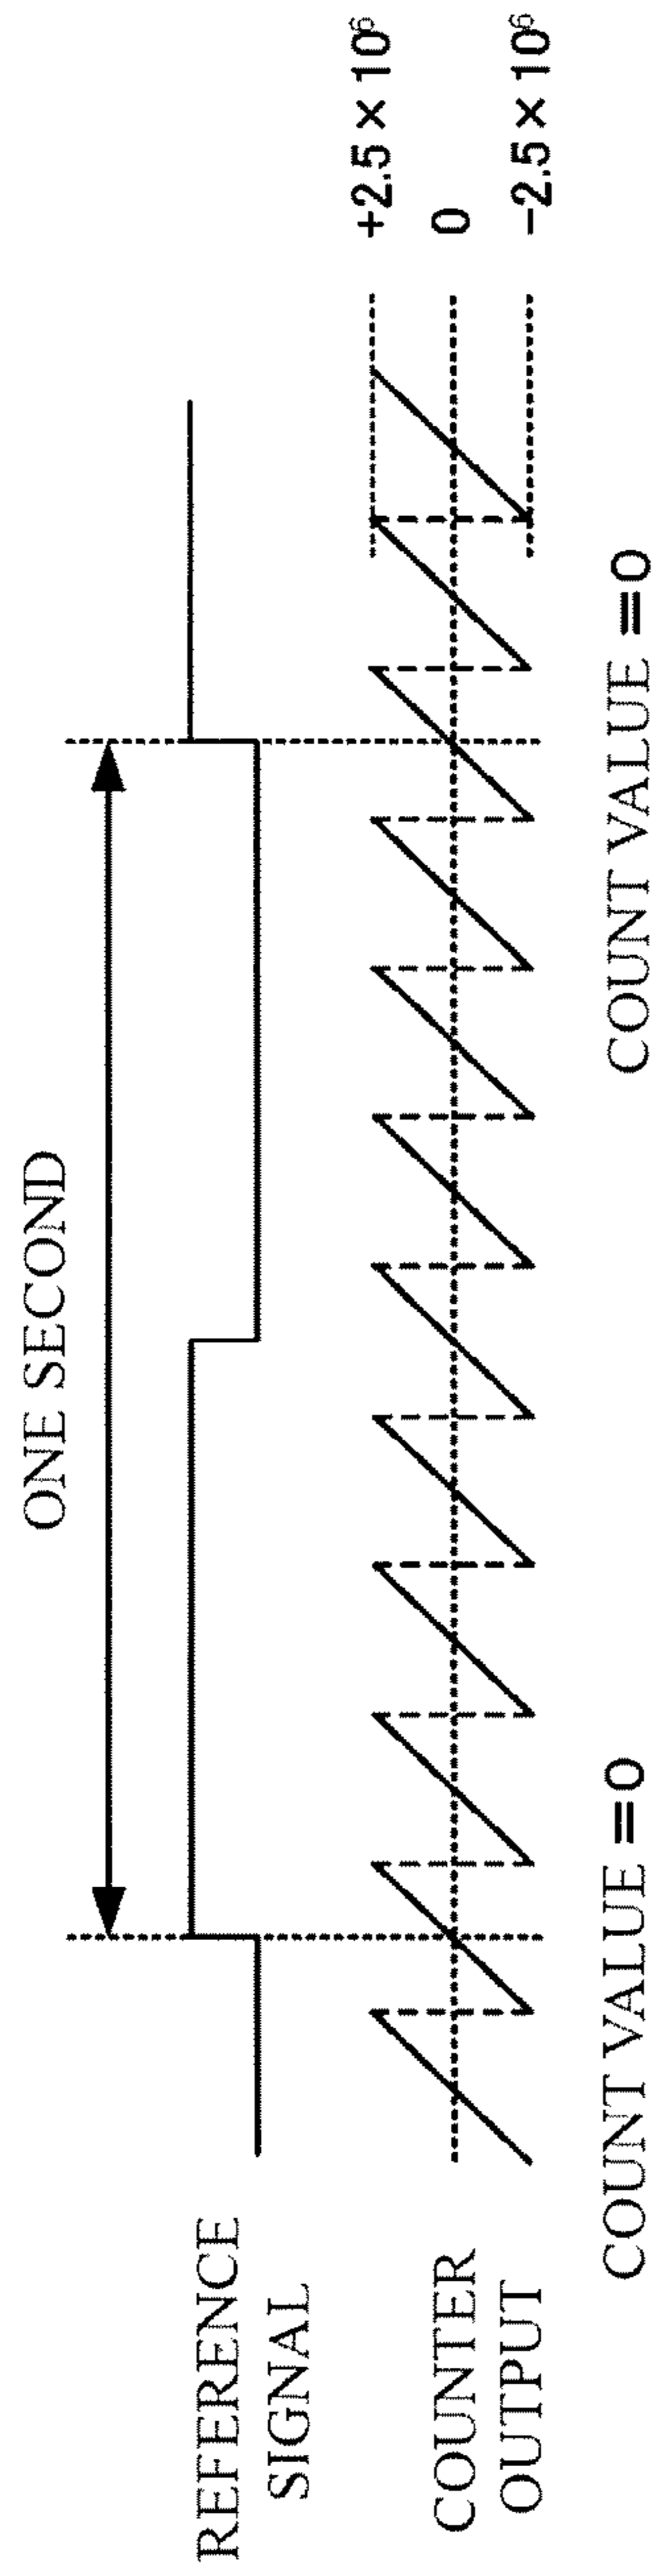 ONE SECOND
REFERENCE
SIGNAL
COUNTER
OUTPUT
+2.5 × 10⁶
0
−2.5 × 10⁶
COUNT VALUE =0
COUNT VALUE =0